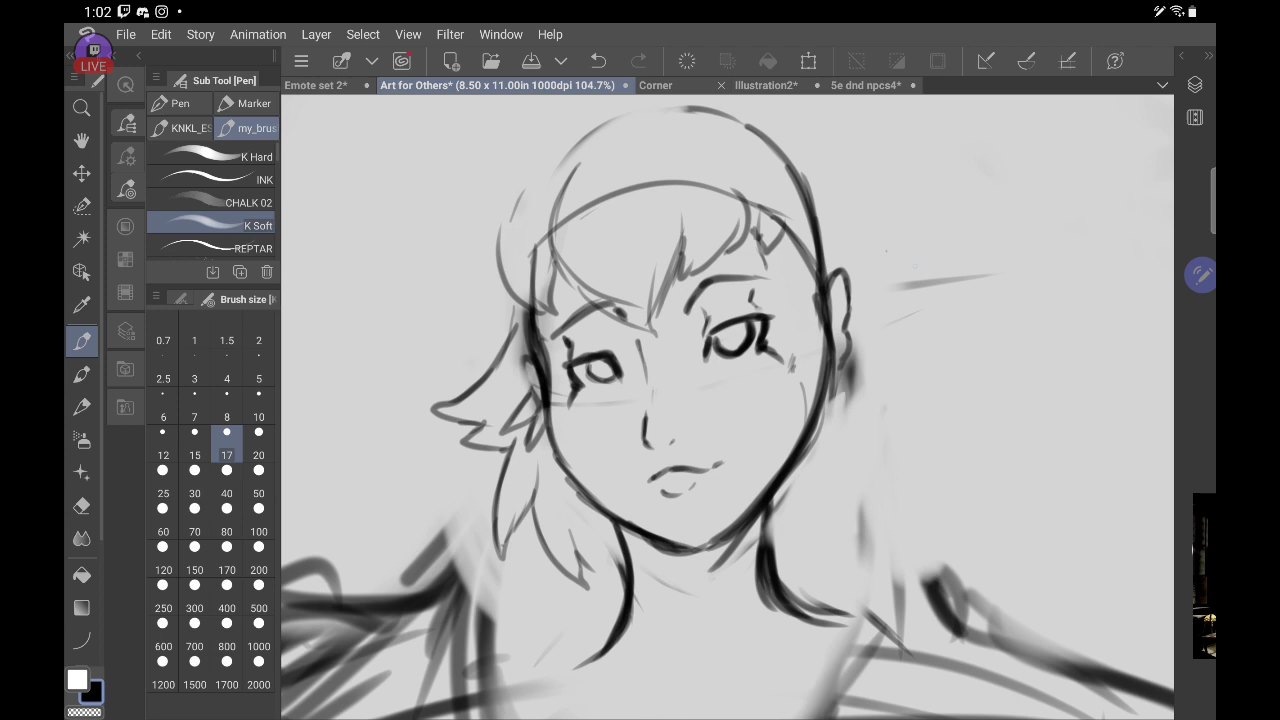 1:02
File Edit Story Animation Layer Select View Filter Window Help
LIVE
Sub Tool [Pen]
Emote set 2*
Art for Others* (8.50 x 11.00in 1000dpi 104.7%)
Corner
Illustration2*
5e dnd npcs4*
Pen Marker
KNKL_ES my_brus
K Hard
INK
CHALK 02
K Soft
REPTAR
Brush size
0.7 1 1.5 2
2.5 3 4 5
6 7 8 10
12 15 17 20
25 30 40 50
60 70 80 100
120 150 170 200
250 300 400 500
600 700 800 1000
1200 1500 1700 2000